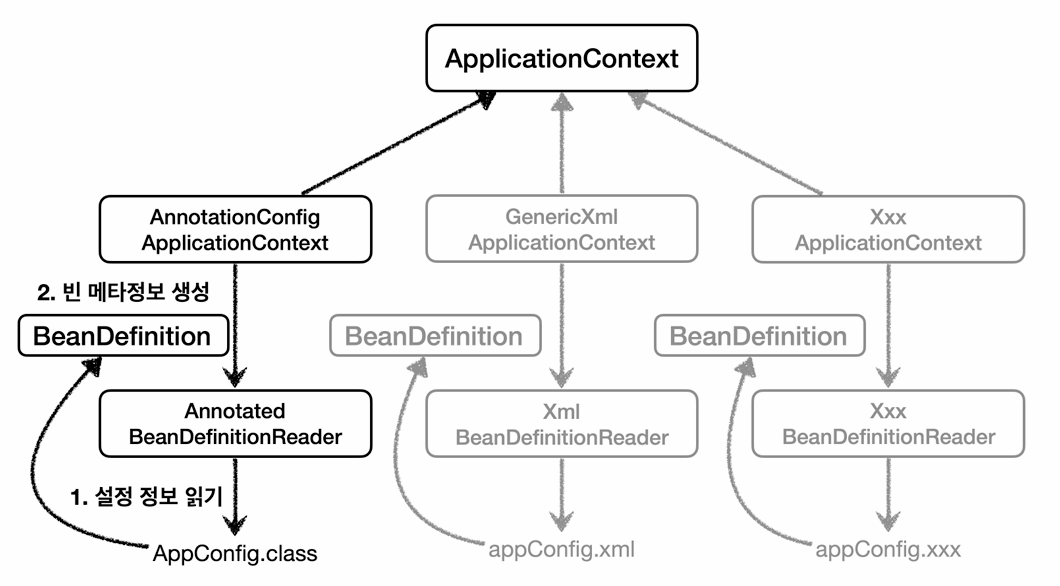 ApplicationContext
AnnotationConfig
ApplicationContext
GenericXml
ApplicationContext
Xxx
ApplicationContext
2. 빈 메타정보 생성
BeanDefinition
BeanDefinition
BeanDefinition
Annotated
BeanDefinitionReader
Xml
BeanDefinitionReader
Xxx
BeanDefinitionReader
1. 설정 정보 읽기
AppConfig.class
appConfig.xml
appConfig.xxx